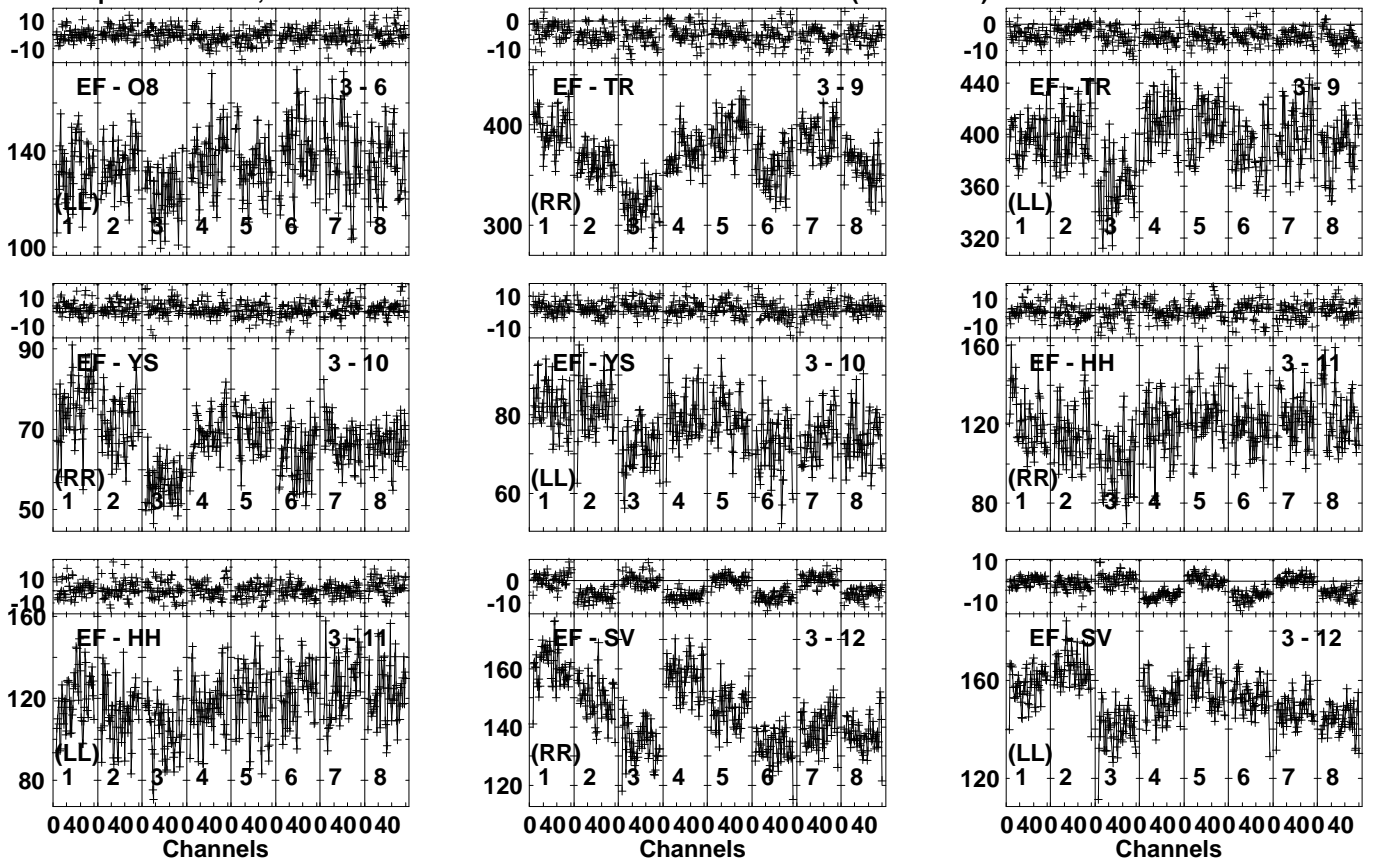 10 0 0
-10 -10 -10
EF - O8 3 - 6 EF - TR 3 - 9 EF - TR 3 - 9
440
400 400
140
360
(LL) (RR) (LL)
1 2 3 4 5 6 7 8 300 1 2 3 4 5 6 7 8 320 1 2 3 4 5 6 7 8
100
10 10 10
-10 -10 -10
90 160
EF - YS 3 - 10 EF - YS 3 - 10 EF - HH 3 - 11
70 80 120
(RR) (LL) (RR)
50 1 2 3 4 5 6 7 8 60 1 2 3 4 5 6 7 8 80 1 2 3 4 5 6 7 8
10 0 10
-10 -10 -10
160
EF - HH 3 - 11 EF - SV 3 - 12 EF - SV 3 - 12
120 160 160
140
(LL) (RR) (LL)
80 1 2 3 4 5 6 7 8 120 1 2 3 4 5 6 7 8 120 1 2 3 4 5 6 7 8
0 40 0 40 0 40 0 40 0 40 0 40 0 40 0 40 0 40 0 40 0 40 0 40 0 40 0 40 0 40 0 40 0 40 0 40 0 40 0 40 0 40 0 40 0 40 0 40
Channels Channels Channels